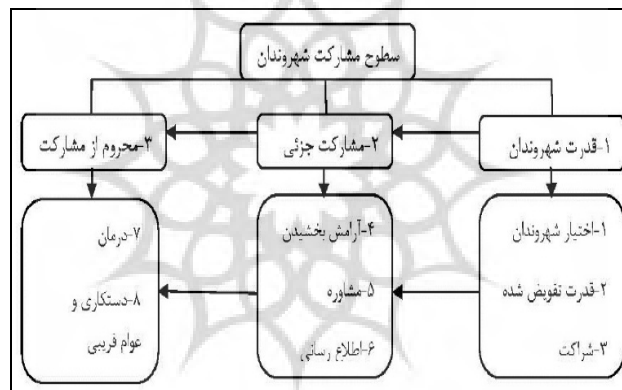 سطوح مشارکت شهروندان
۱-قدرت شهروندان
۲-مشارکت جزئی
۳-محروم از مشارکت
۱-اختیار شهروندان
۲-قدرت تفویض شده
۳-شراکت
۴-آرامش بخشیدن
۵-مشاوره
۶-اطلاع رسانی
۷-درمان
۸-دستکاری و
عوام فریبی